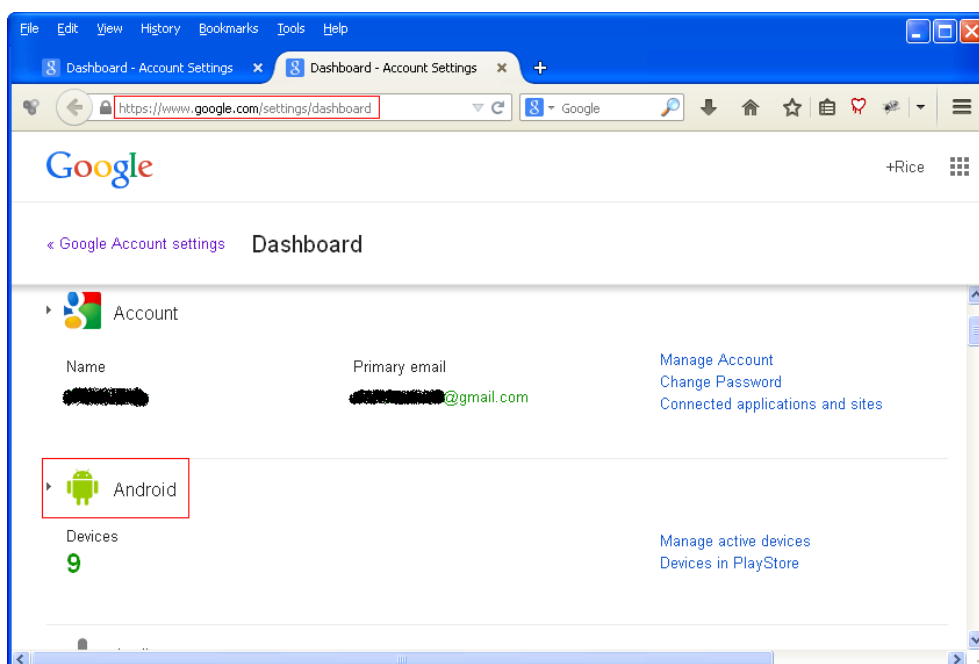 File Edit View History Bookmarks Tools Help
Dashboard - Account Settings Dashboard - Account Settings
https://www.google.com/settings/dashboard Google
Google +Rice
« Google Account settings Dashboard
Account
Name Primary email Manage Account
Change Password
@gmail.com Connected applications and sites
Android
Devices
9
Manage active devices
Devices in PlayStore